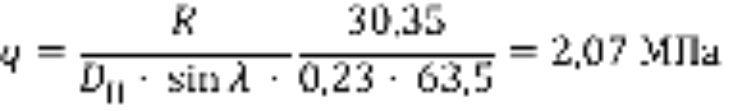 q = R / (D_П · sin λ) · 30,35 / (0,23 · 63,5) = 2,07 МПа